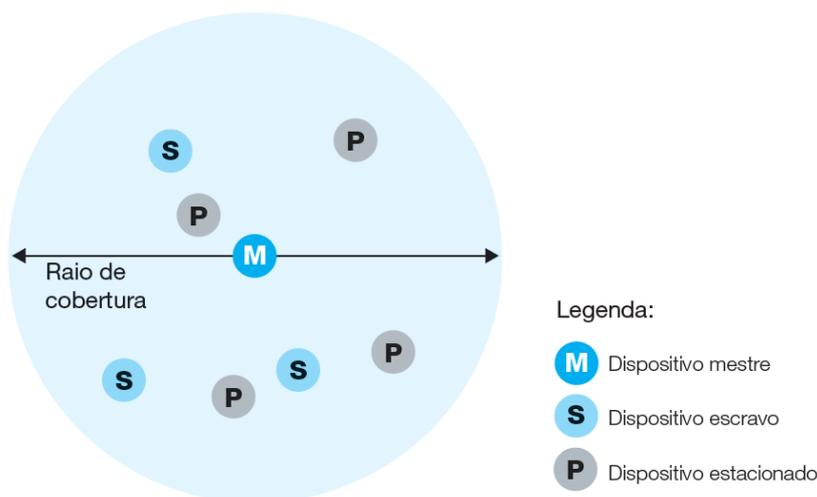 S
P
P
M
Raio de
cobertura
S
P
S
P
Legenda:
M Dispositivo mestre
S Dispositivo escravo
P Dispositivo estacionado